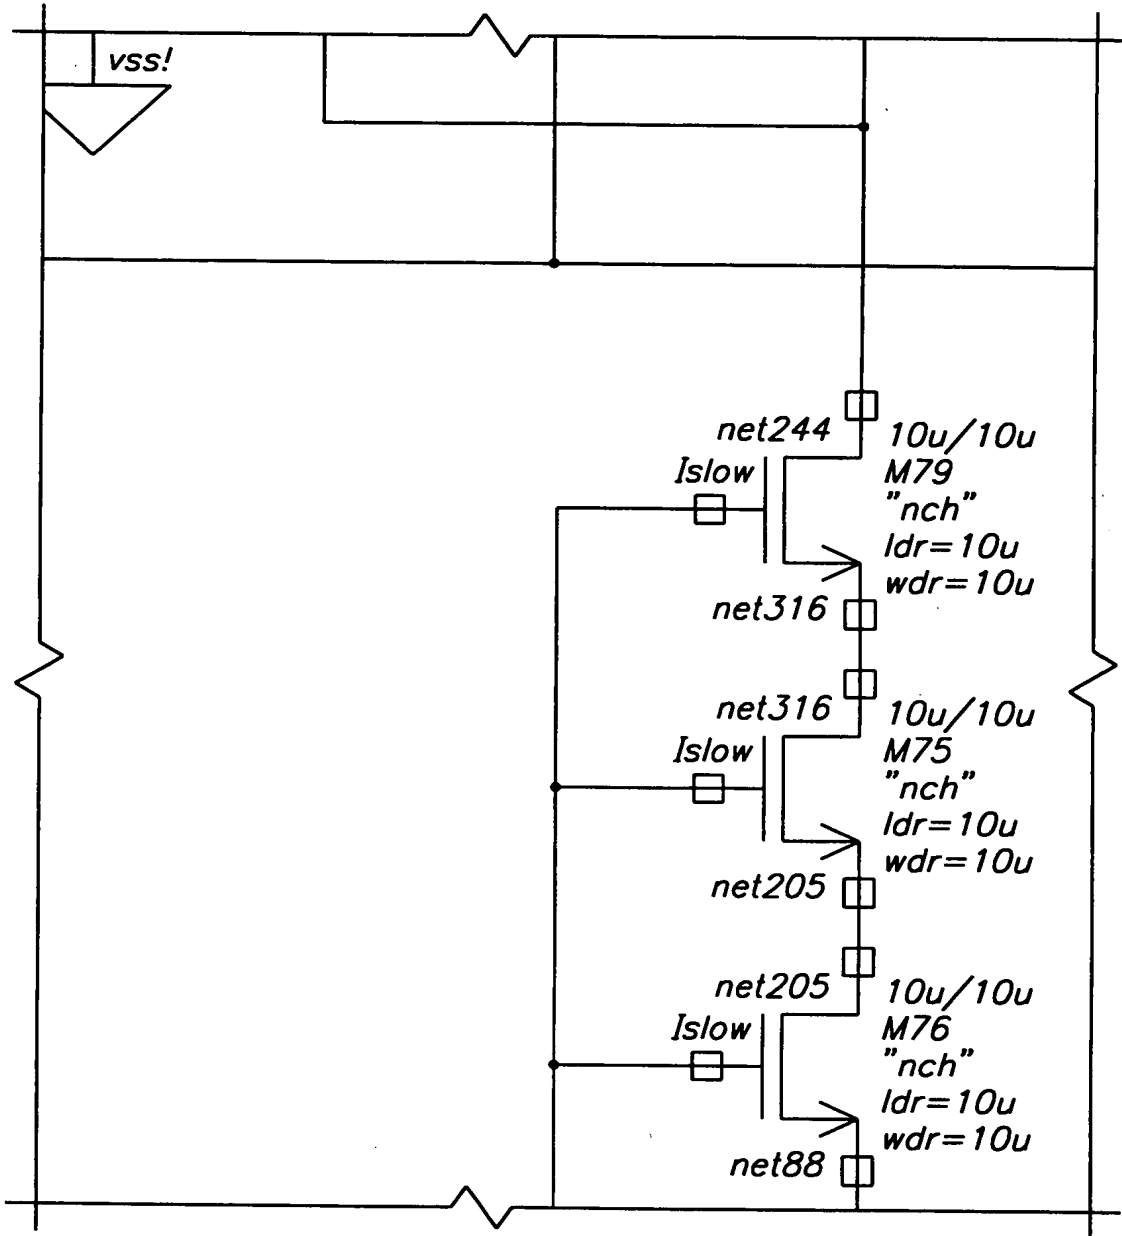 vss!
net244
10u/10u
Islow
M79
"nch"
ldr=10u
wdr=10u
net316
net316
10u/10u
Islow
M75
"nch"
ldr=10u
wdr=10u
net205
net205
10u/10u
Islow
M76
"nch"
ldr=10u
wdr=10u
net88